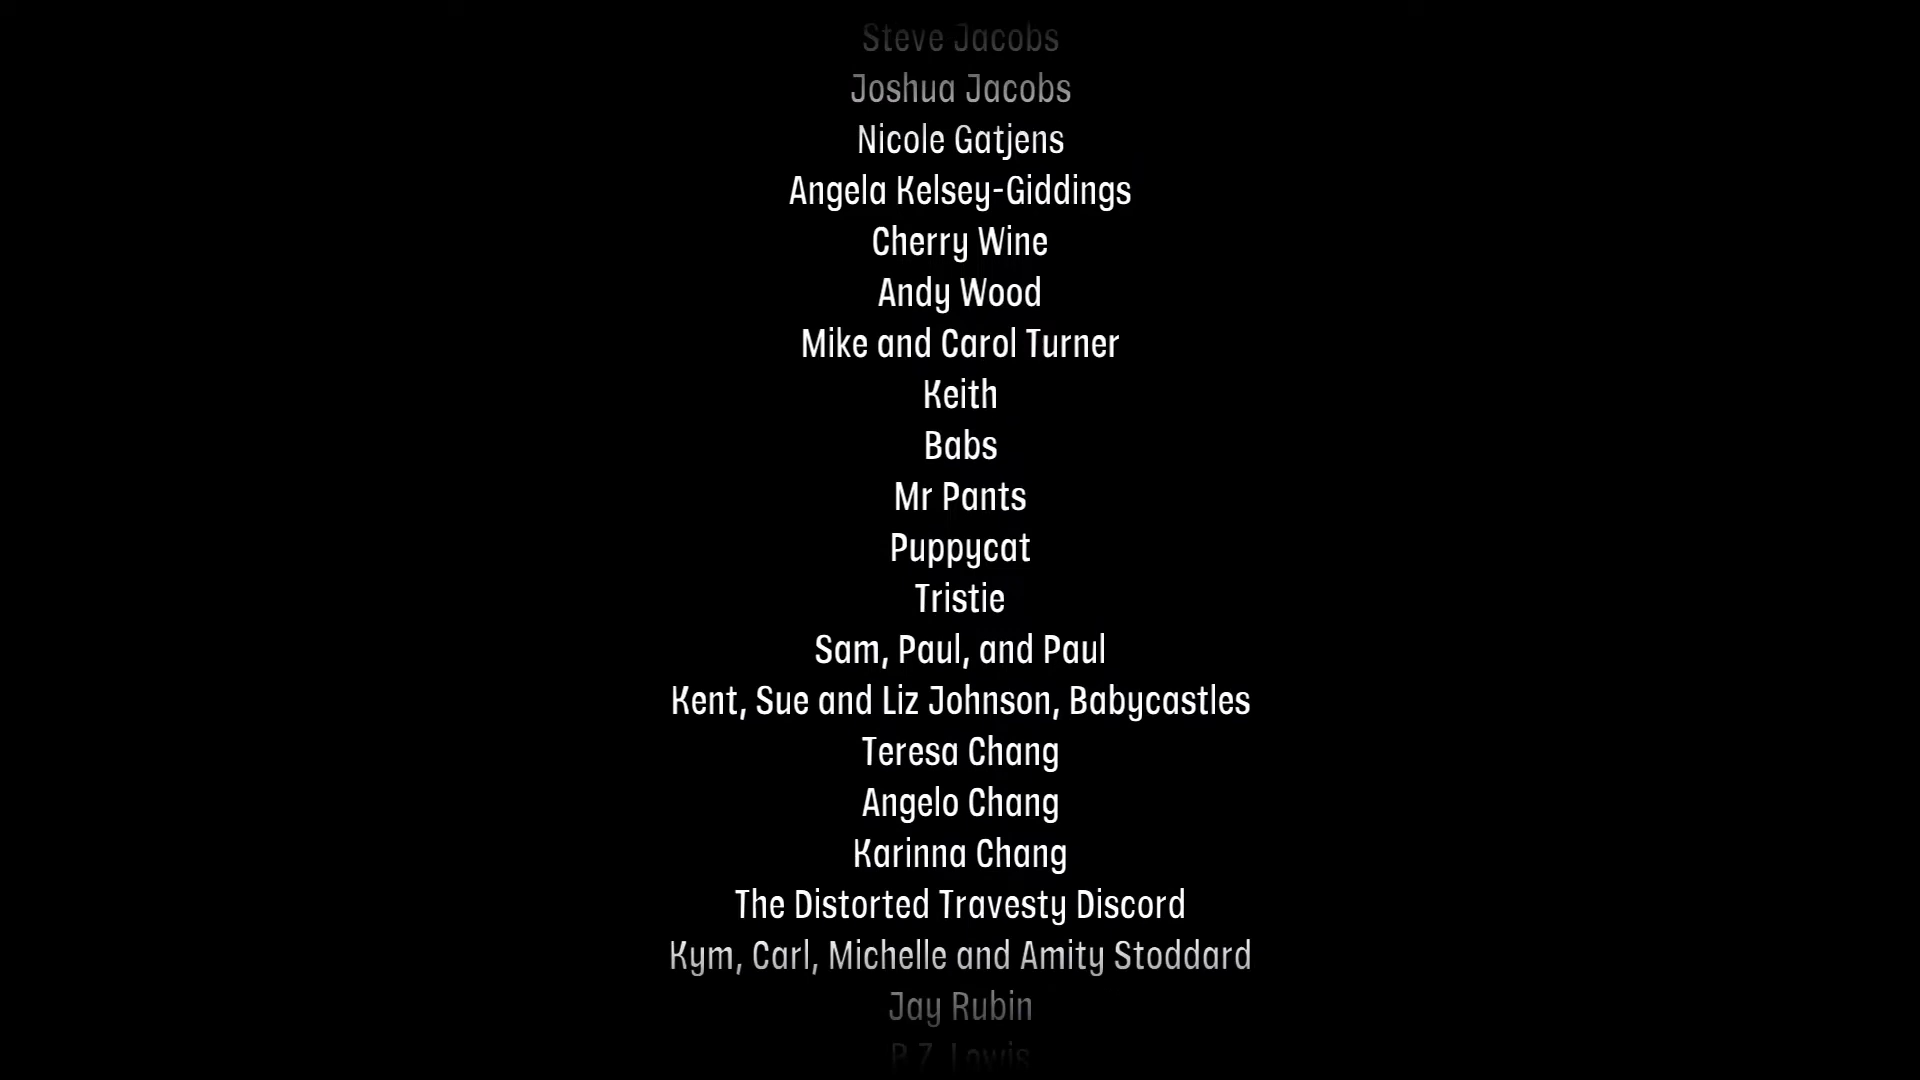 Steve Jacobs
Joshua Jacobs
Nicole Gatjens
Angela Kelsey-Giddings
Cherry Wine
Andy Wood
Mike and Carol Turner
Keith
Babs
Mr Pants
Puppycat
Tristie
Sam, Paul, and Paul
Kent, Sue and Liz Johnson, Babycastles
Teresa Chang
Angelo Chang
Karinna Chang
The Distorted Travesty Discord
Kym, Carl, Michelle and Amity Stoddard
Jay Rubin